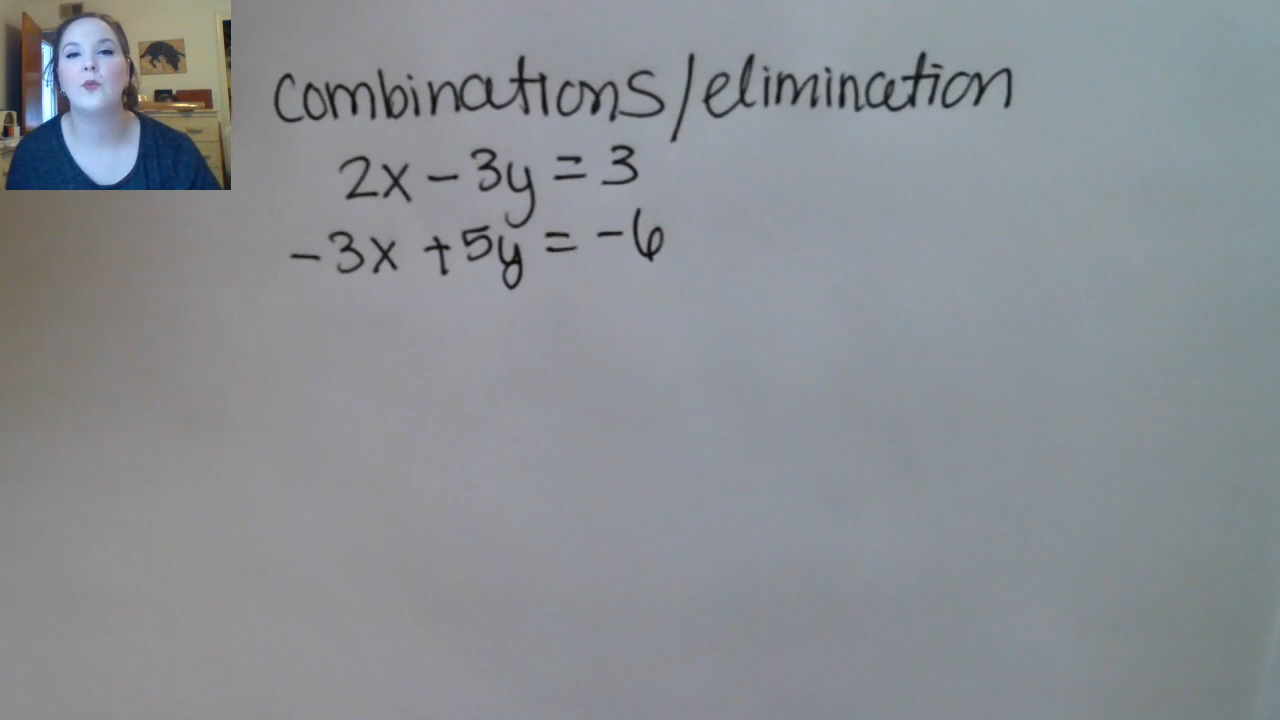 combinations/elimination
2x - 3y = 3
-3x + 5y = -6